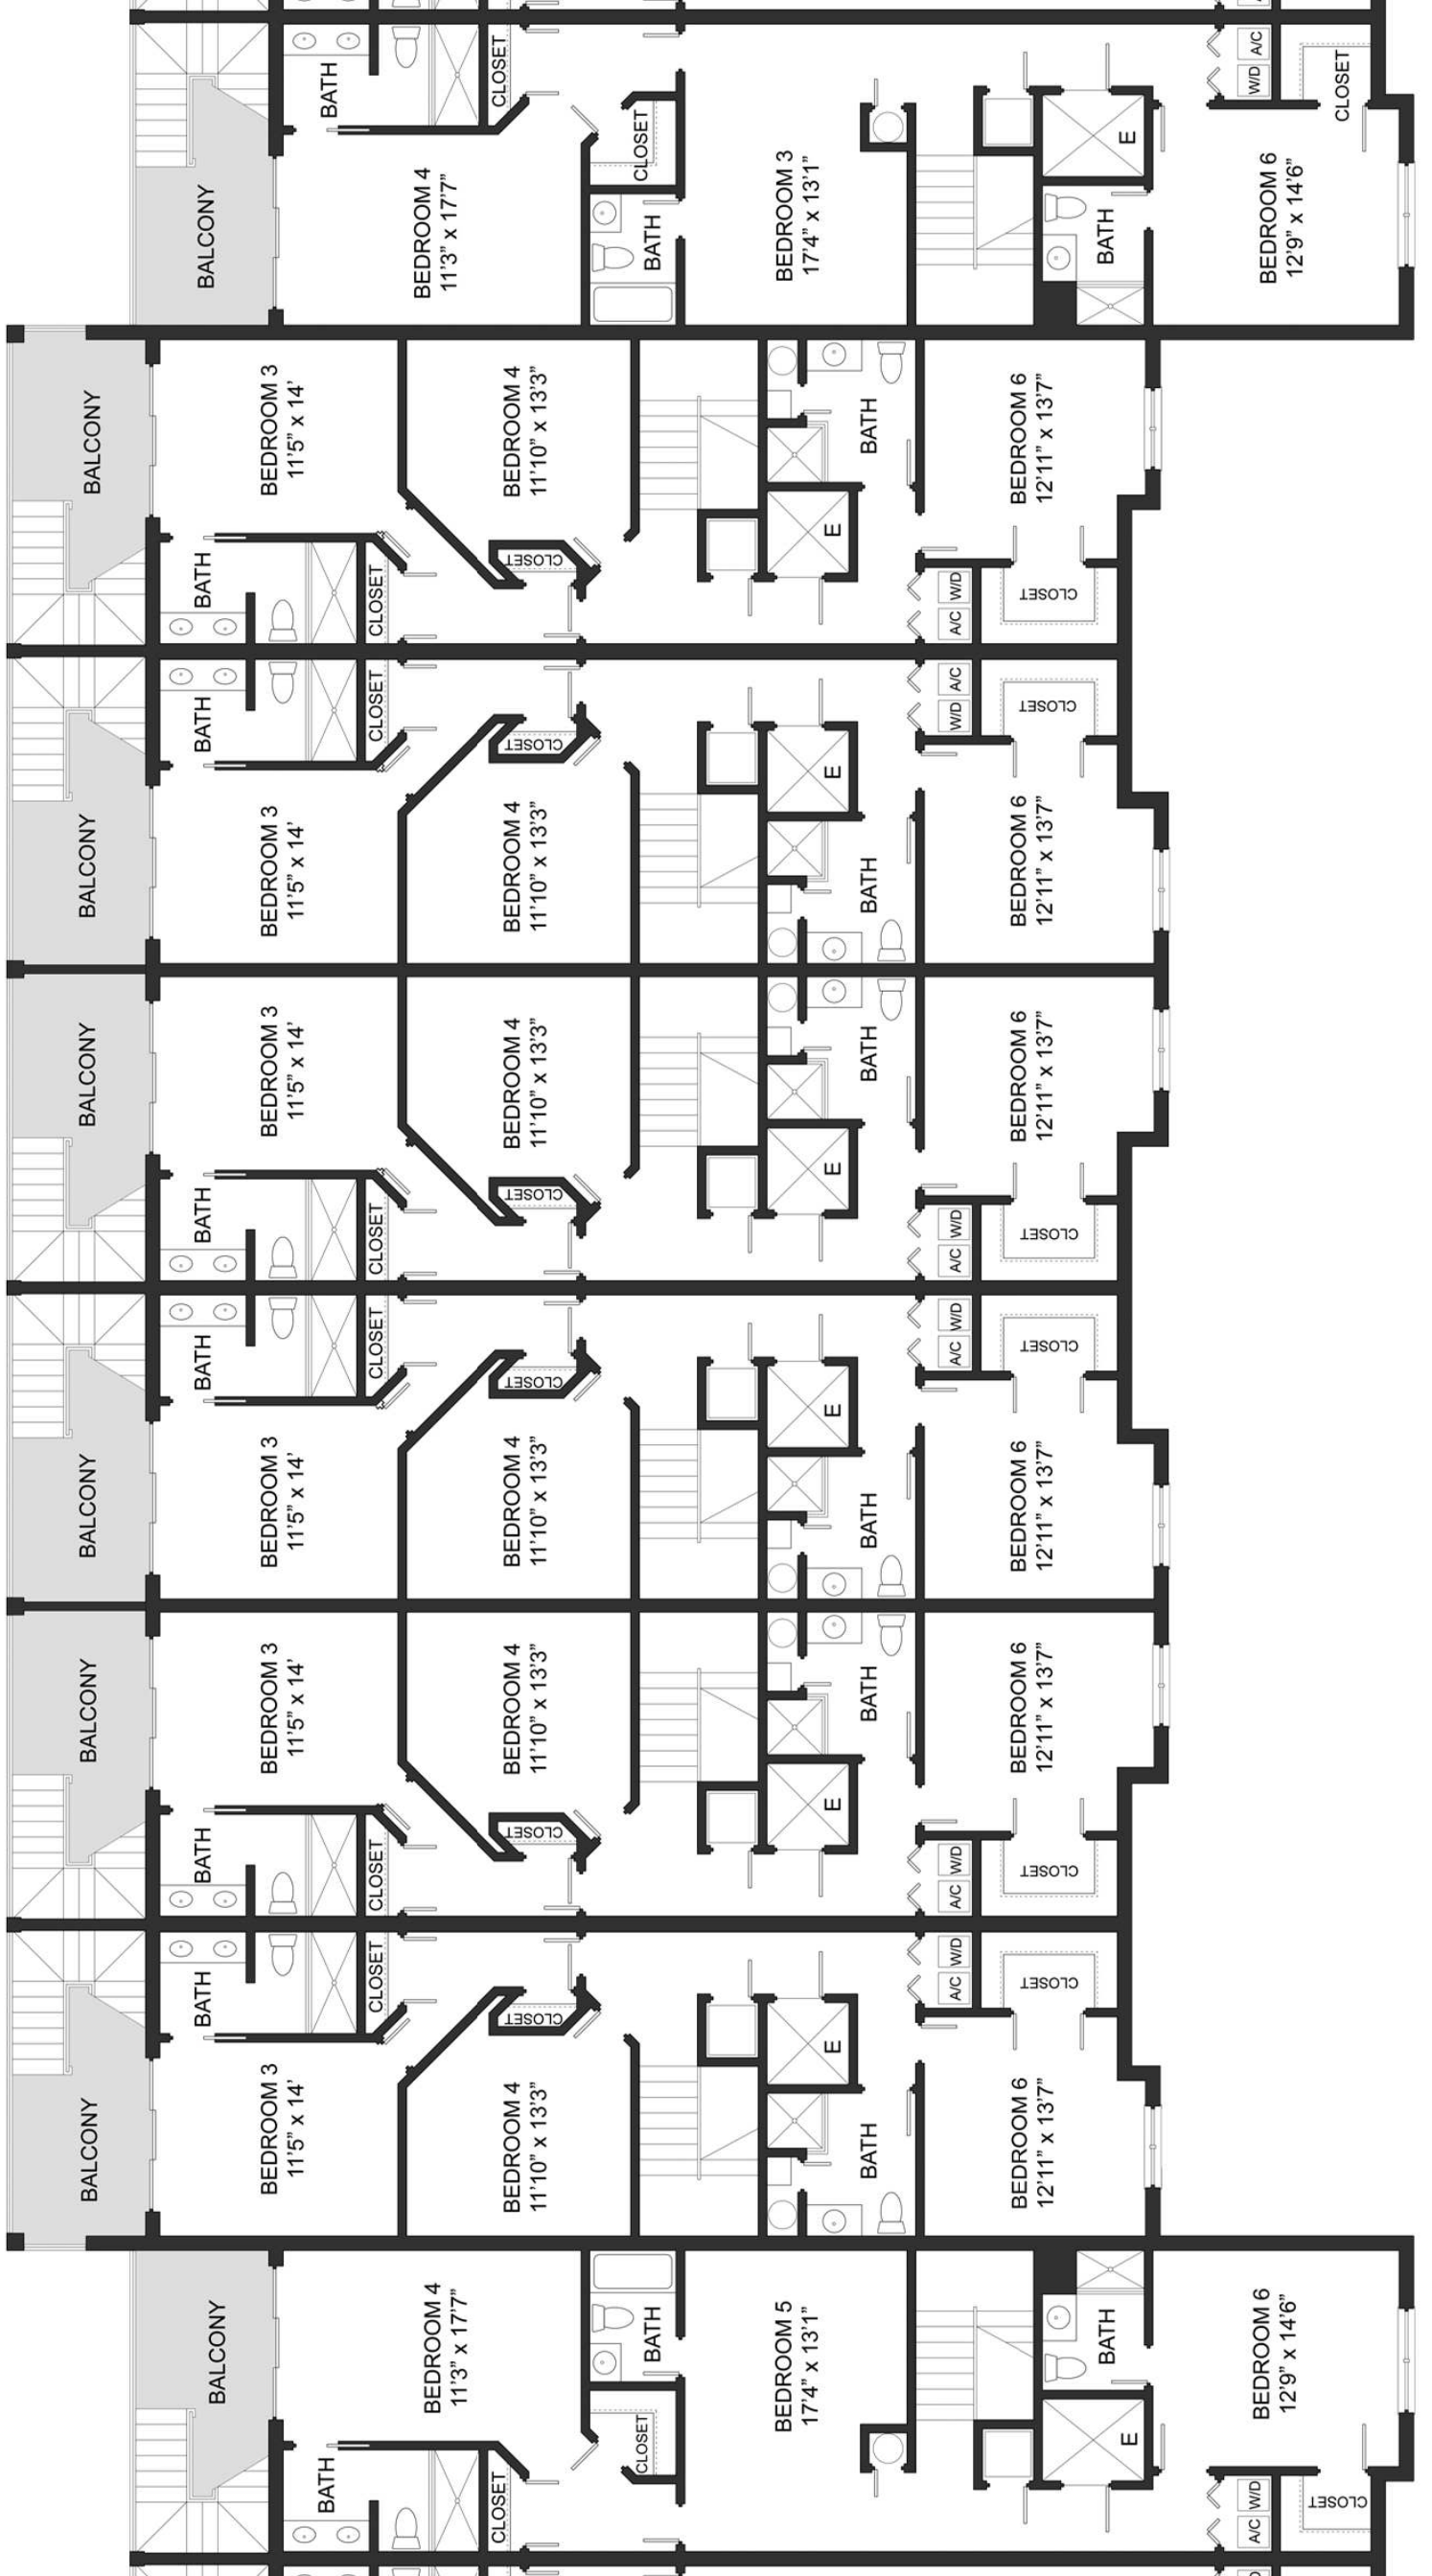 BATH
CLOSET
A/C
W/D
CLOSET
CLOSET
E
BALCONY
BEDROOM 4
11'3" x 17'7"
BATH
BEDROOM 3
17'4" x 13'1"
BATH
BEDROOM 6
12'9" x 14'6"
BALCONY
BEDROOM 3
11'5" x 14'
BEDROOM 4
11'10" x 13'3"
BATH
BEDROOM 6
12'11" x 13'7"
E
BATH
CLOSET
CLOSET
W/D
A/C
CLOSET
BATH
CLOSET
CLOSET
A/C
W/D
CLOSET
E
BALCONY
BEDROOM 3
11'5" x 14'
BEDROOM 4
11'10" x 13'3"
BATH
BEDROOM 6
12'11" x 13'7"
BALCONY
BEDROOM 3
11'5" x 14'
BEDROOM 4
11'10" x 13'3"
BATH
BEDROOM 6
12'11" x 13'7"
E
BATH
CLOSET
CLOSET
W/D
A/C
CLOSET
BATH
CLOSET
CLOSET
W/D
A/C
CLOSET
E
BALCONY
BEDROOM 3
11'5" x 14'
BEDROOM 4
11'10" x 13'3"
BATH
BEDROOM 6
12'11" x 13'7"
BALCONY
BEDROOM 3
11'5" x 14'
BEDROOM 4
11'10" x 13'3"
BATH
BEDROOM 6
12'11" x 13'7"
E
BATH
CLOSET
CLOSET
W/D
A/C
CLOSET
BATH
CLOSET
CLOSET
W/D
A/C
CLOSET
E
BALCONY
BEDROOM 3
11'5" x 14'
BEDROOM 4
11'10" x 13'3"
BATH
BEDROOM 6
12'11" x 13'7"
BALCONY
BEDROOM 4
11'3" x 17'7"
BATH
BEDROOM 5
17'4" x 13'1"
BATH
BEDROOM 6
12'9" x 14'6"
CLOSET
E
BATH
CLOSET
W/D
A/C
CLOSET